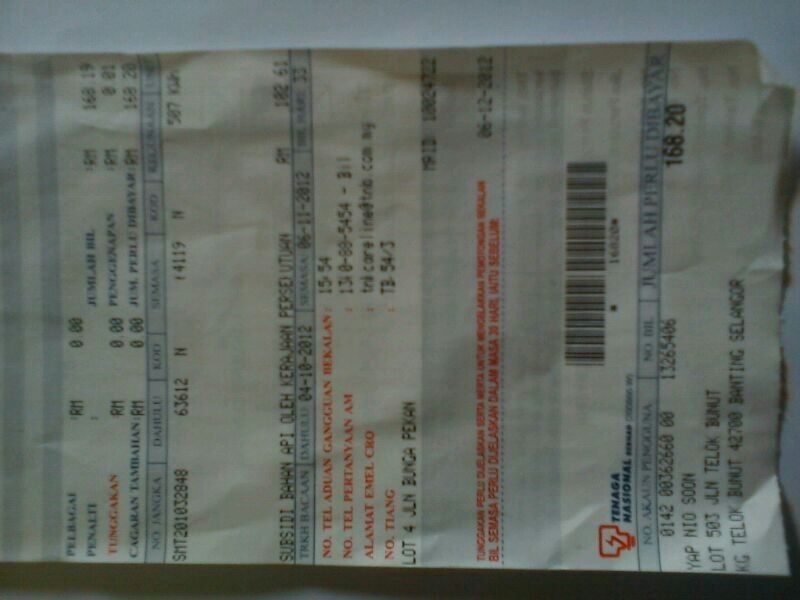 PELBAGAI :RM 0.00 JUMLAH BIL :RM 168 19
PENALTI : PENGGENAPAN :RM 0 01
TUNGGAKAN RM 0 00 JUM. PERLU DIBAYAR:RM 168 20
CAGARAN TAMBAHAN:RM 0 00
NO. JANGKA DAHULU KOD SEMASA KOD KEGUNAAN UNIT
SMT201032848 63612 N 64119 N 507 KWH
SUBSIDI BAHAN API OLEH KERAJAAN PERSEKUTUAN RM 102 61
TRKH BACAAN DAHULU 04-10-2012 SEMASA 06-11-2012 BIL HARI 33
NO. TEL ADUAN GANGGUAN BEKALAN : 15-54
NO. TEL PERTANYAAN AM : 1300-88-5454 - Bil
ALAMAT EMEL CRO : tnbcareline@tnb com my
NO. TIANG : TB 54/3
LOT 4 JLN BUNGA PEKAN MRID 10024722
TUNGGAKAN PERLU DIJELASKAN SERTA MERTA UNTUK MENGELAKKAN PEMOTONGAN BEKALAN
BIL SEMASA PERLU DIJELASKAN DALAM MASA 30 HARI, IAITU SEBELUM: 06-12-2012
* 16820*
TENAGA
NASIONAL BERHAD
NO. AKAUN PENGGUNA NO. BIL JUMLAH PERLU DIBAYAR
0142 00362660 00 13265406 168.20
YAP NIO SOON
LOT 503 JLN TELOK BUNUT
KG TELOK BUNUT 42700 BANTING SELANGOR